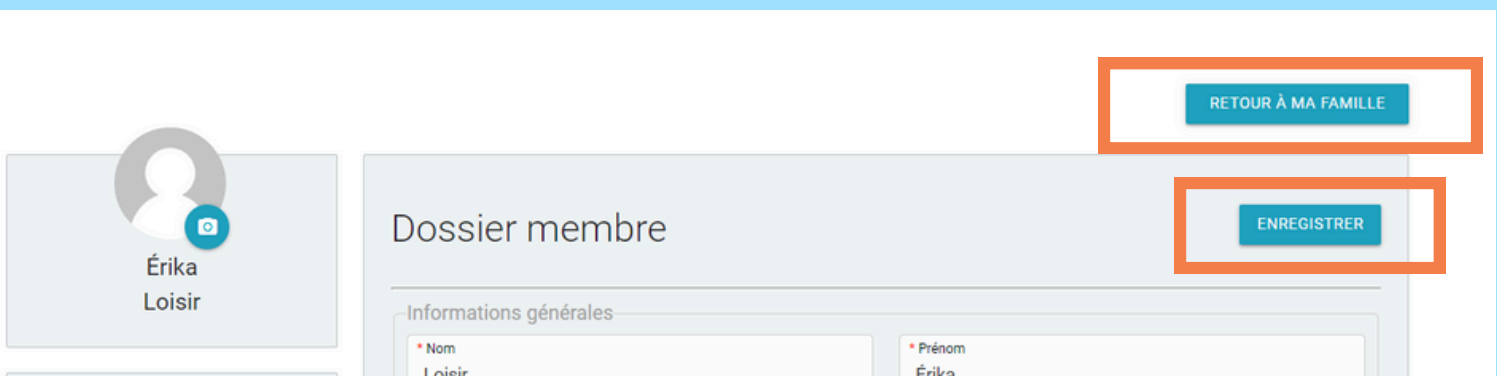 RETOUR À MA FAMILLE
Érika
Loisir
Dossier membre
ENREGISTRER
Informations générales
* Nom
Loisir
* Prénom
Érika